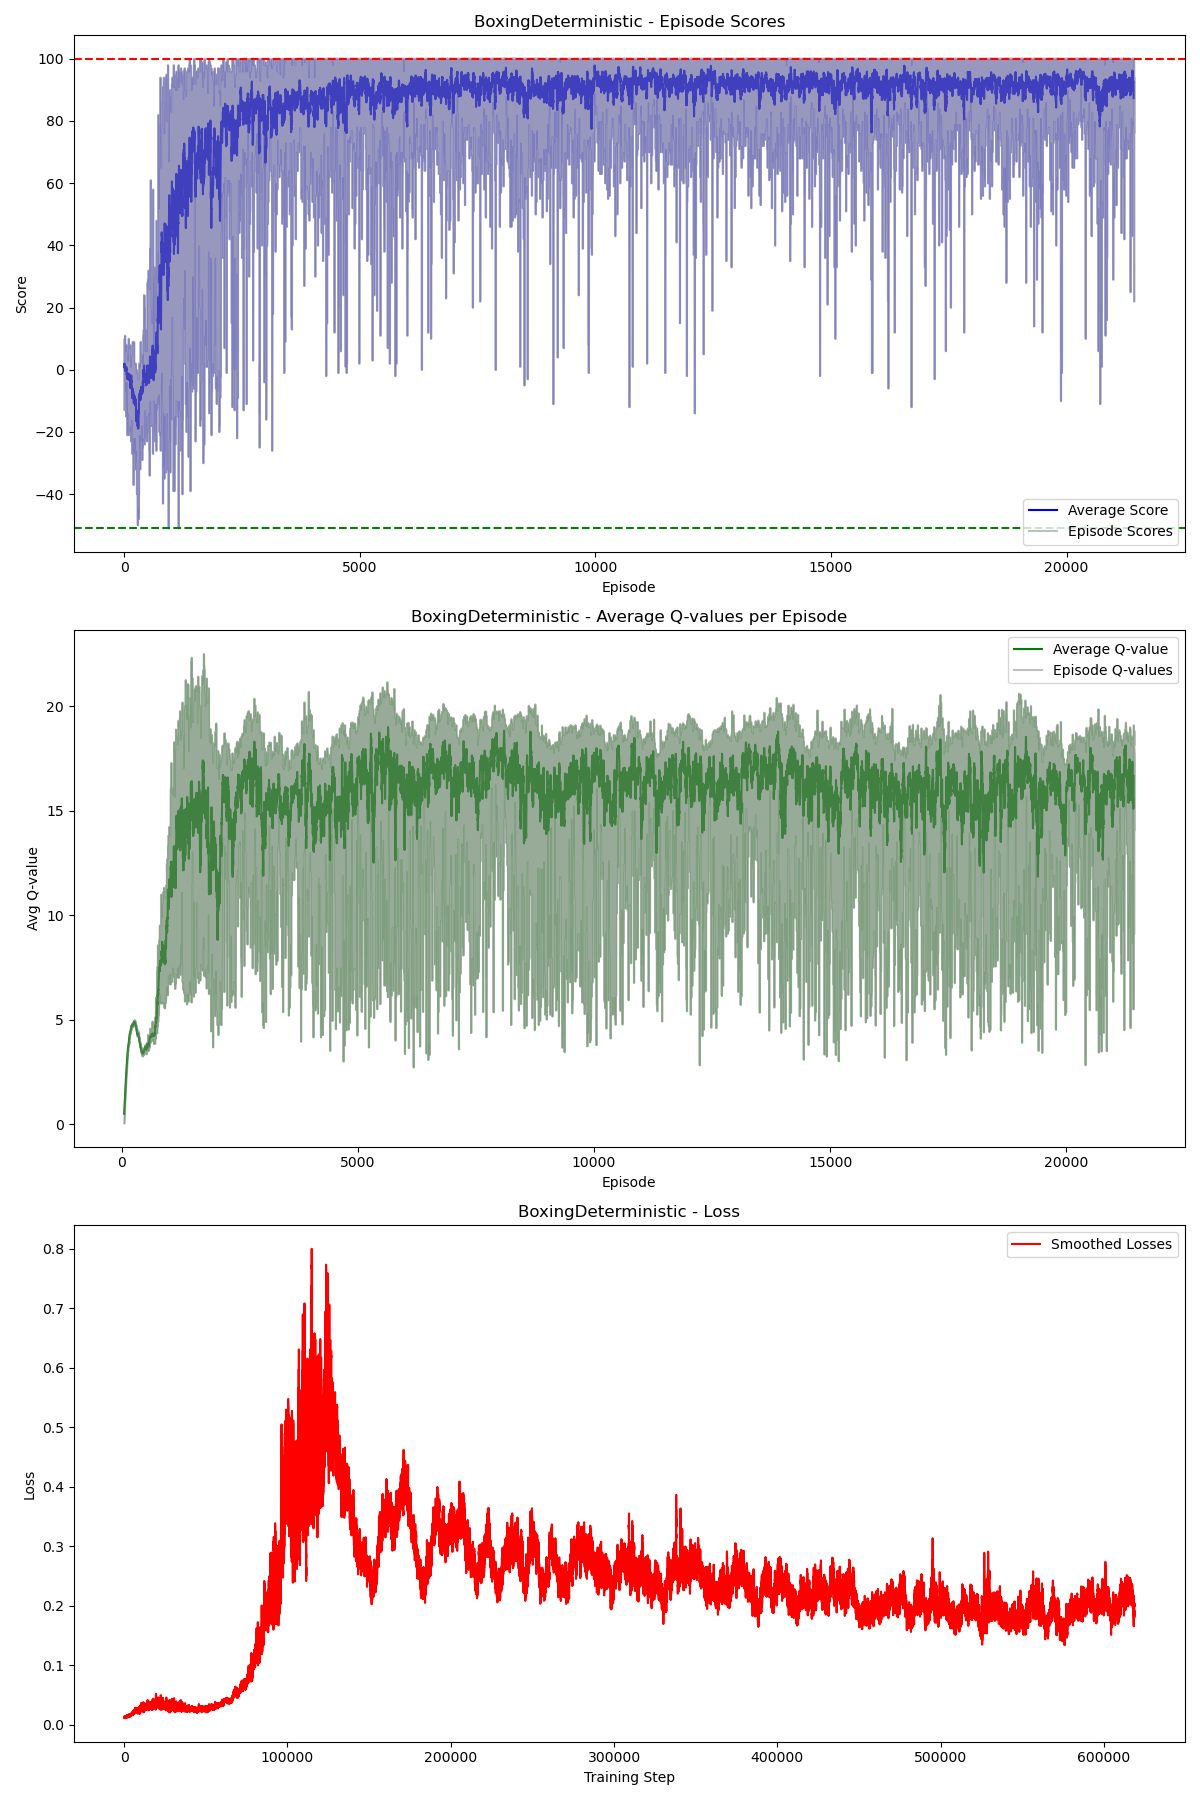 BoxingDeterministic - Episode Scores
100
80
60
40
20
0
−20
−40
Score
0 5000 10000 15000 20000
Episode
Average Score
Episode Scores
BoxingDeterministic - Average Q-values per Episode
20
15
10
5
0
Avg Q-value
0 5000 10000 15000 20000
Episode
Average Q-value
Episode Q-values
BoxingDeterministic - Loss
0.8
0.7
0.6
0.5
0.4
0.3
0.2
0.1
0.0
Loss
0 100000 200000 300000 400000 500000 600000
Training Step
Smoothed Losses